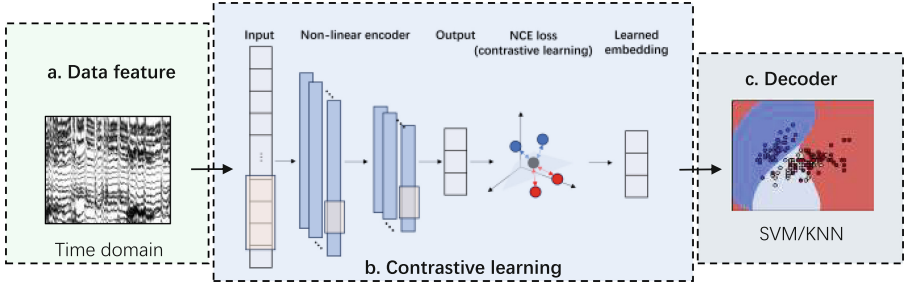 a. Data feature
Time domain
Input
Non-linear encoder
Output
NCE loss
(contrastive learning)
Learned
embedding
b. Contrastive learning
c. Decoder
SVM/KNN